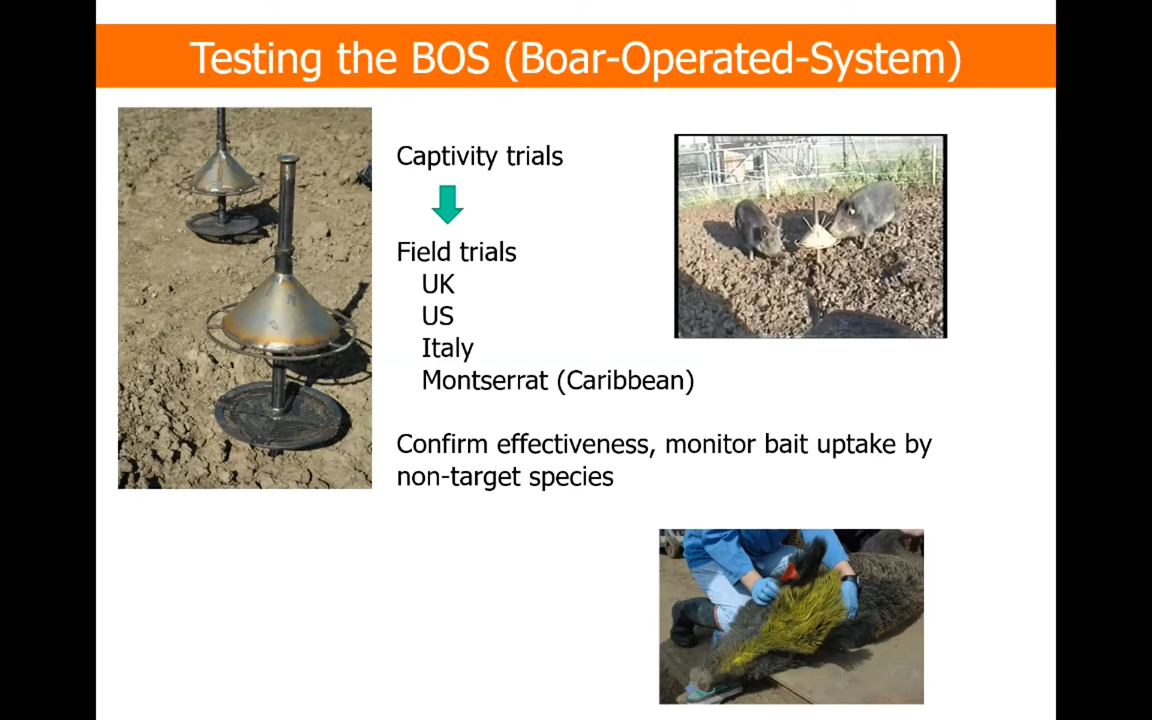 Testing the BOS (Boar-Operated-System)
Captivity trials
Field trials
UK
US
Italy
Montserrat (Caribbean)
Confirm effectiveness, monitor bait uptake by
non-target species